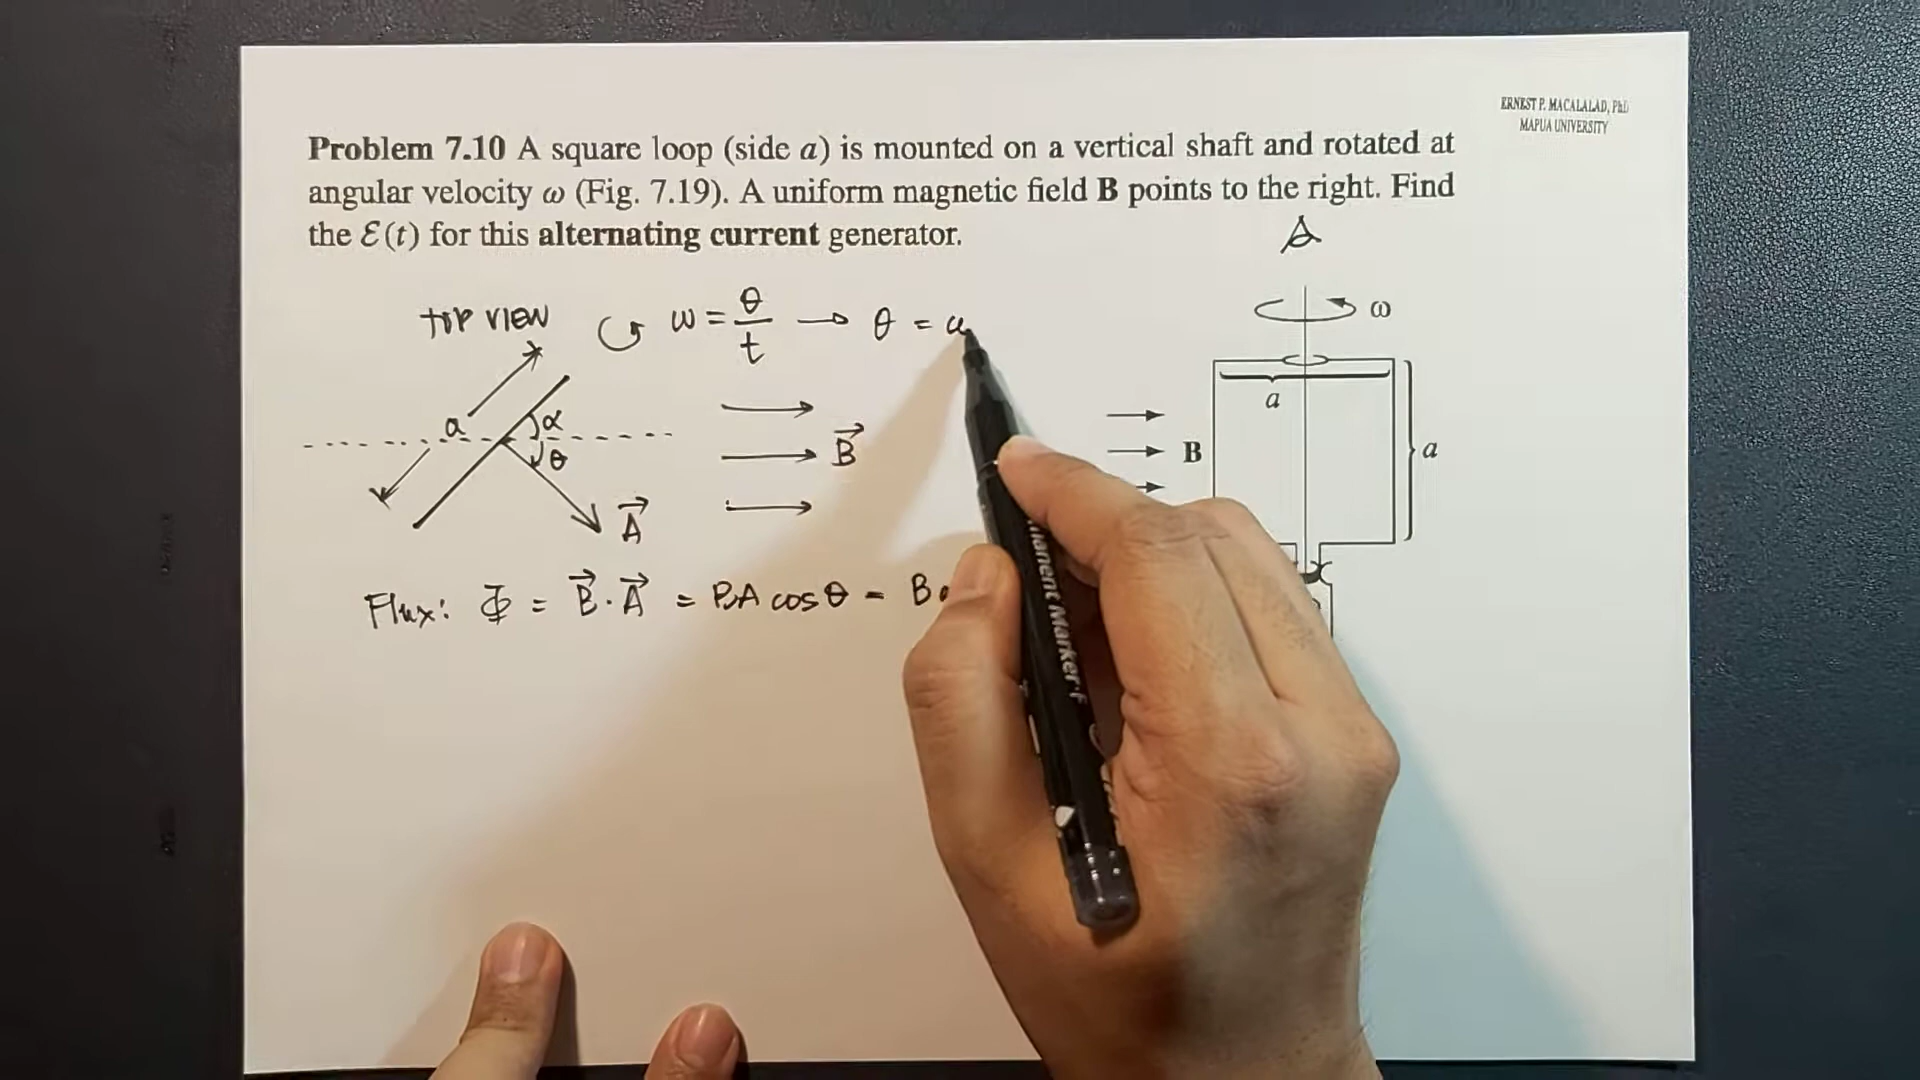 ERNEST P. MACALALAD, PhD
MAPUA UNIVERSITY
Problem 7.10 A square loop (side a) is mounted on a vertical shaft and rotated at
angular velocity ω (Fig. 7.19). A uniform magnetic field B points to the right. Find
the ℰ(t) for this alternating current generator.
TOP VIEW
ω = θ/t → θ =
a
α
θ
A
B
Flux: Φ = B · A = BA cos θ = B
ω
a
B
a
anent Marker